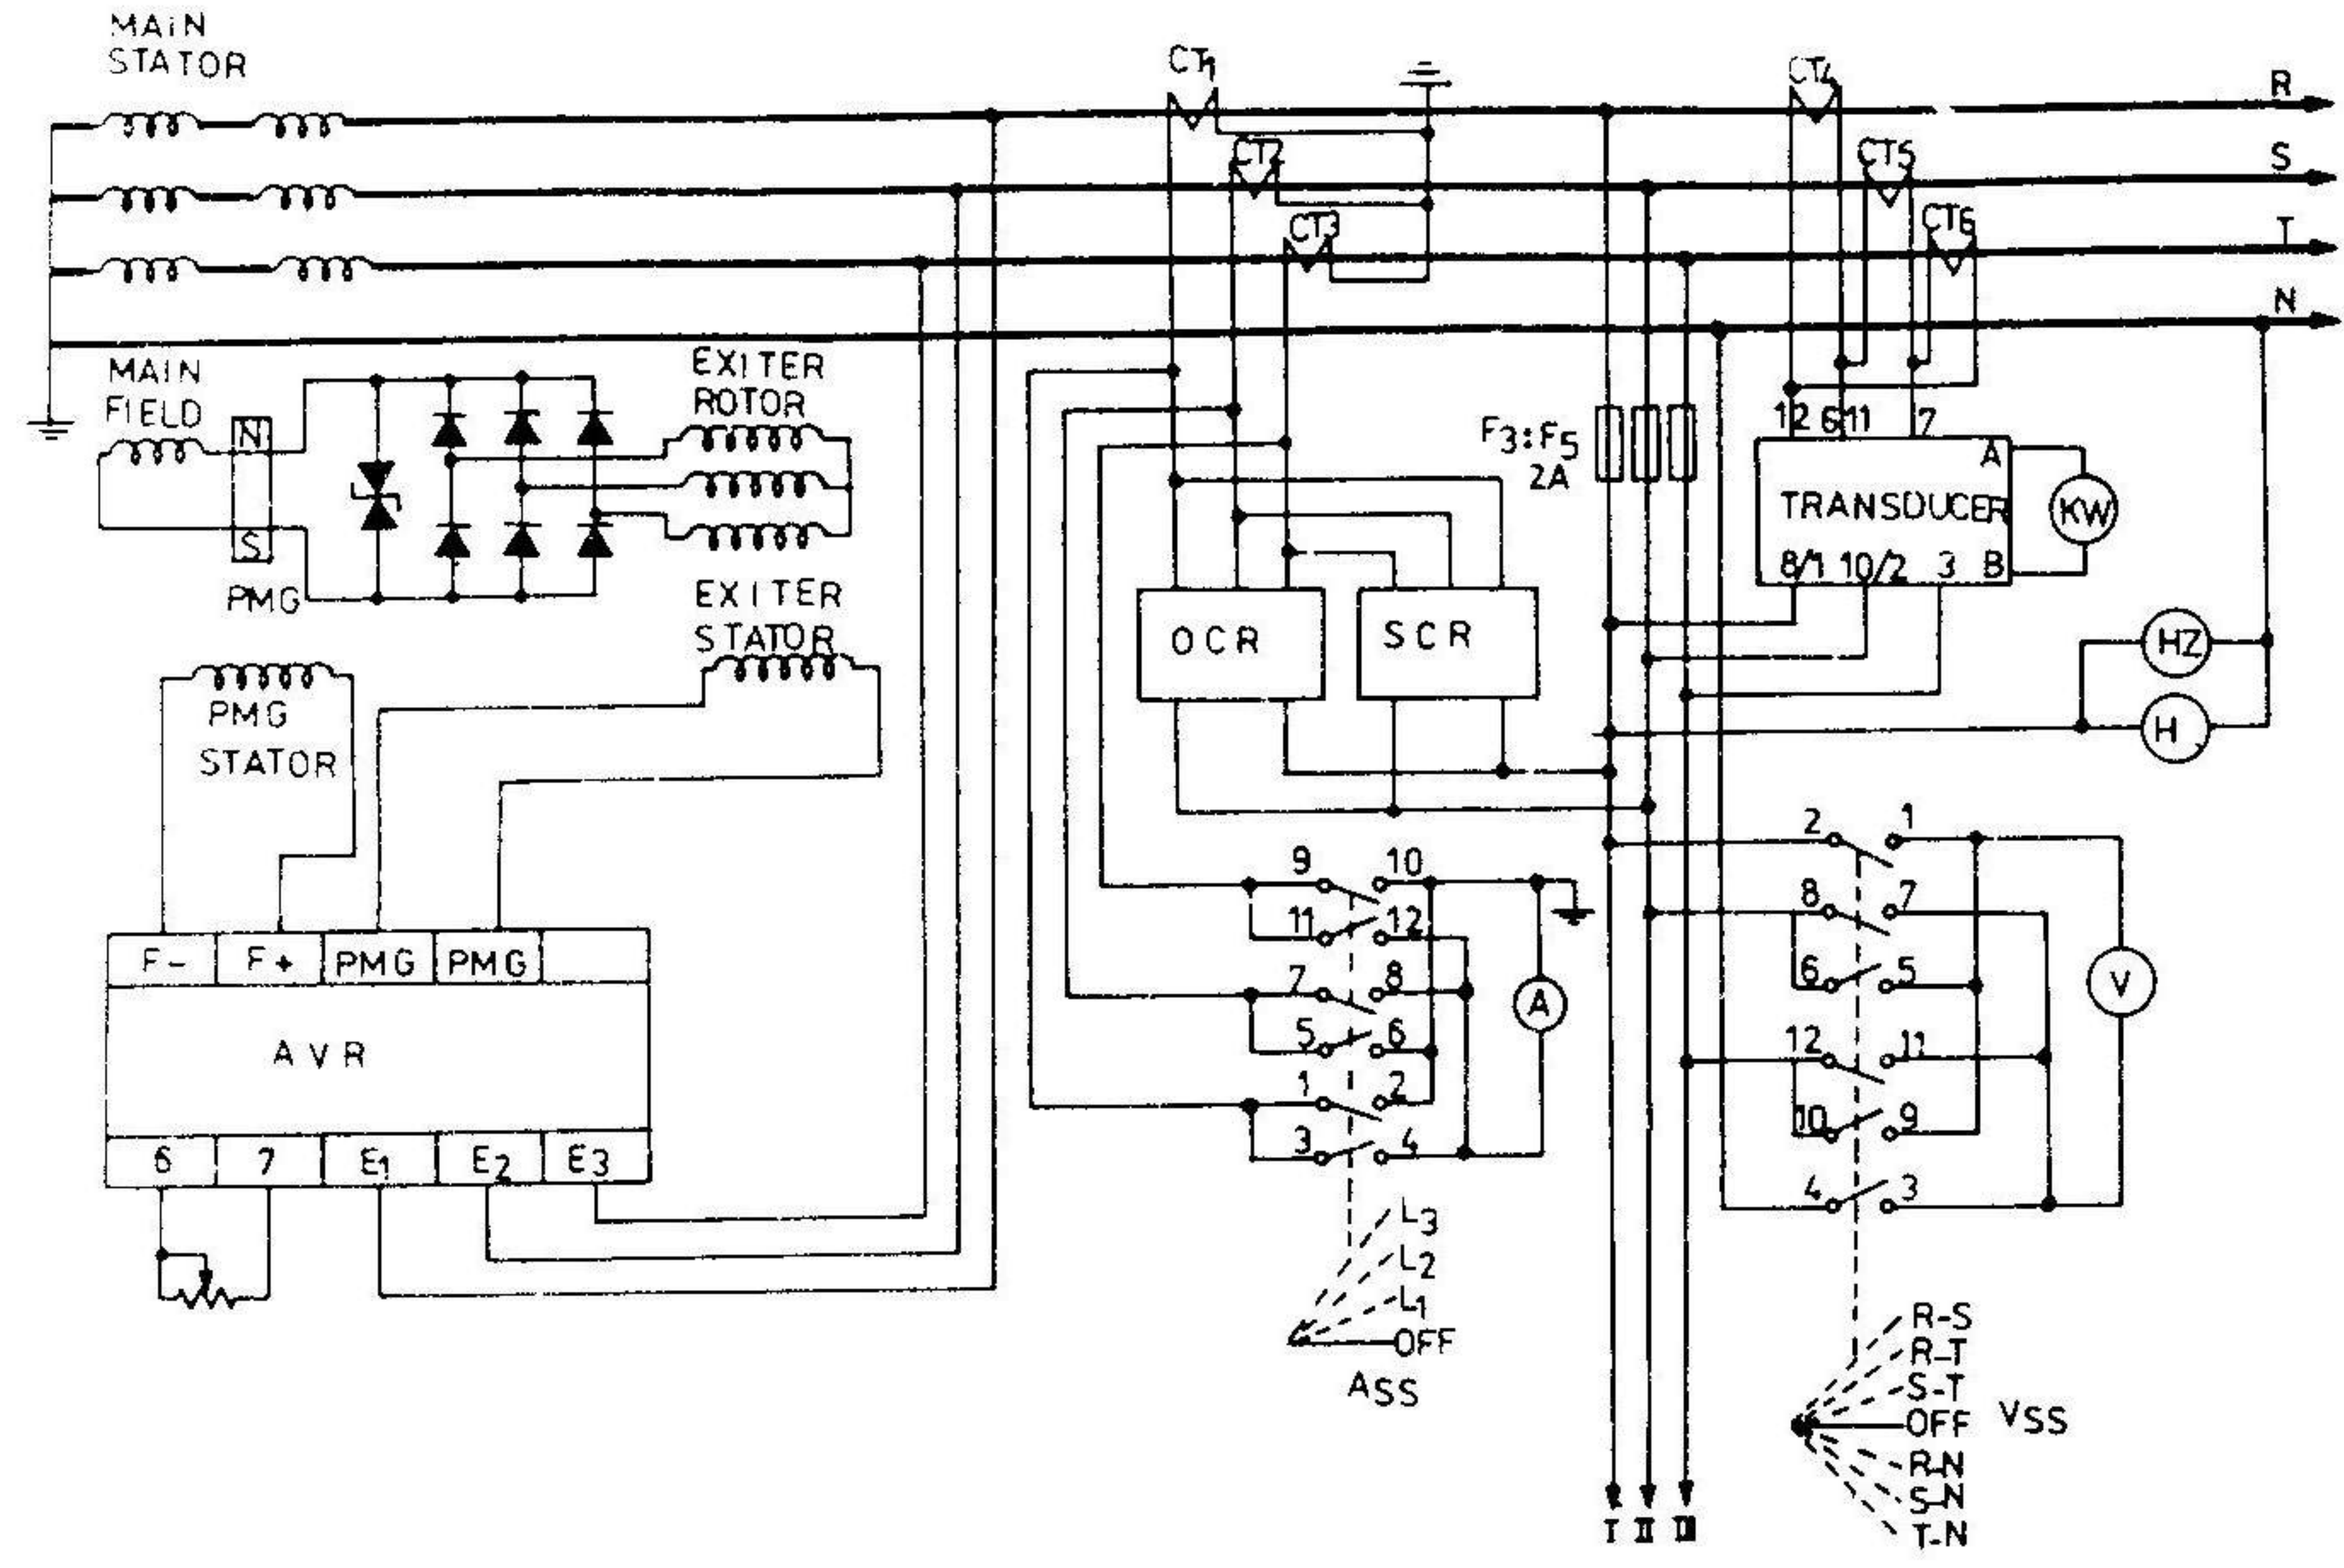 MAIN
STATOR
CT1
CT4
R
CT2
CT5
S
CT3
CT6
T
N
MAIN
FIELD
N
S
PMG
EXITER
ROTOR
EXITER
STATOR
PMG
STATOR
F3:F5
2A
12 6 11 7
A
TRANSDUCER
KW
8/1 10/2 3 B
OCR
SCR
HZ
H
F- F+ PMG PMG
AVR
6 7 E1 E2 E3
9 10
11 12
7 8
5 6
1 2
3 4
A
L3
L2
L1
OFF
ASS
2 1
8 7
6 5
12 11
10 9
4 3
V
R-S
R-T
S-T
OFF VSS
R-N
S-N
T-N
I II III